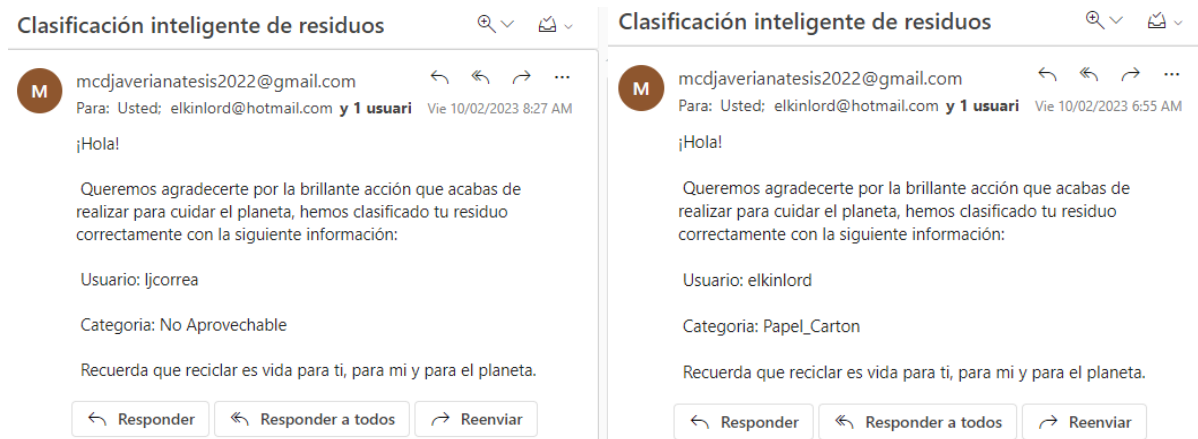 Clasificación inteligente de residuos
M
mcdjaverianatesis2022@gmail.com
Para: Usted; elkinlord@hotmail.com y 1 usuari Vie 10/02/2023 8:27 AM
¡Hola!
Queremos agradecerte por la brillante acción que acabas de
realizar para cuidar el planeta, hemos clasificado tu residuo
correctamente con la siguiente información:
Usuario: ljcorrea
Categoria: No Aprovechable
Recuerda que reciclar es vida para ti, para mi y para el planeta.
Responder
Responder a todos
Reenviar
Clasificación inteligente de residuos
M
mcdjaverianatesis2022@gmail.com
Para: Usted; elkinlord@hotmail.com y 1 usuari Vie 10/02/2023 6:55 AM
¡Hola!
Queremos agradecerte por la brillante acción que acabas de
realizar para cuidar el planeta, hemos clasificado tu residuo
correctamente con la siguiente información:
Usuario: elkinlord
Categoria: Papel_Carton
Recuerda que reciclar es vida para ti, para mi y para el planeta.
Responder
Responder a todos
Reenviar